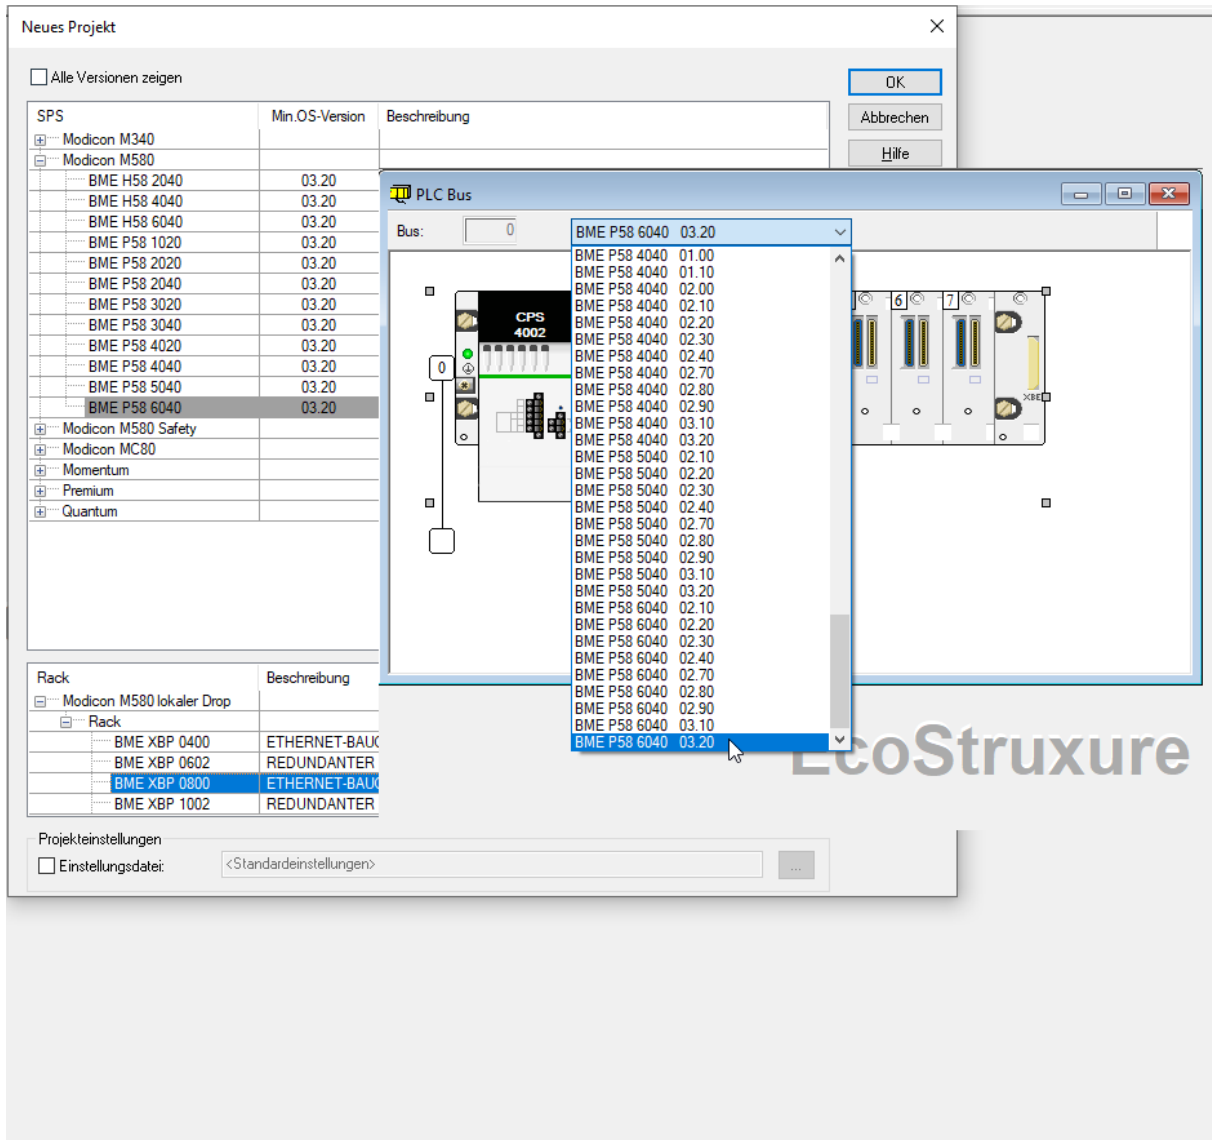 Neues Projekt
Alle Versionen zeigen
OK
Abbrechen
Hilfe
SPS Min.OS-Version Beschreibung
Modicon M340
Modicon M580
BME H58 2040 03.20
BME H58 4040 03.20
BME H58 6040 03.20
BME P58 1020 03.20
BME P58 2020 03.20
BME P58 2040 03.20
BME P58 3020 03.20
BME P58 3040 03.20
BME P58 4020 03.20
BME P58 4040 03.20
BME P58 5040 03.20
BME P58 6040 03.20
Modicon M580 Safety
Modicon MC80
Momentum
Premium
Quantum
PLC Bus
Bus: 0 BME P58 6040 03.20
BME P58 4040 01.00
BME P58 4040 01.10
BME P58 4040 02.00
BME P58 4040 02.10
BME P58 4040 02.20
BME P58 4040 02.30
BME P58 4040 02.40
BME P58 4040 02.70
BME P58 4040 02.80
BME P58 4040 02.90
BME P58 4040 03.10
BME P58 4040 03.20
BME P58 5040 02.10
BME P58 5040 02.20
BME P58 5040 02.30
BME P58 5040 02.40
BME P58 5040 02.70
BME P58 5040 02.80
BME P58 5040 02.90
BME P58 5040 03.10
BME P58 5040 03.20
BME P58 6040 02.10
BME P58 6040 02.20
BME P58 6040 02.30
BME P58 6040 02.40
BME P58 6040 02.70
BME P58 6040 02.80
BME P58 6040 02.90
BME P58 6040 03.10
BME P58 6040 03.20
CPS
4002
0
6 7
XBE
EcoStruxure
Rack Beschreibung
Modicon M580 lokaler Drop
Rack
BME XBP 0400 ETHERNET-BAUG
BME XBP 0602 REDUNDANTER
BME XBP 0800 ETHERNET-BAUG
BME XBP 1002 REDUNDANTER
Projekteinstellungen
Einstellungsdatei: <Standardeinstellungen> ...